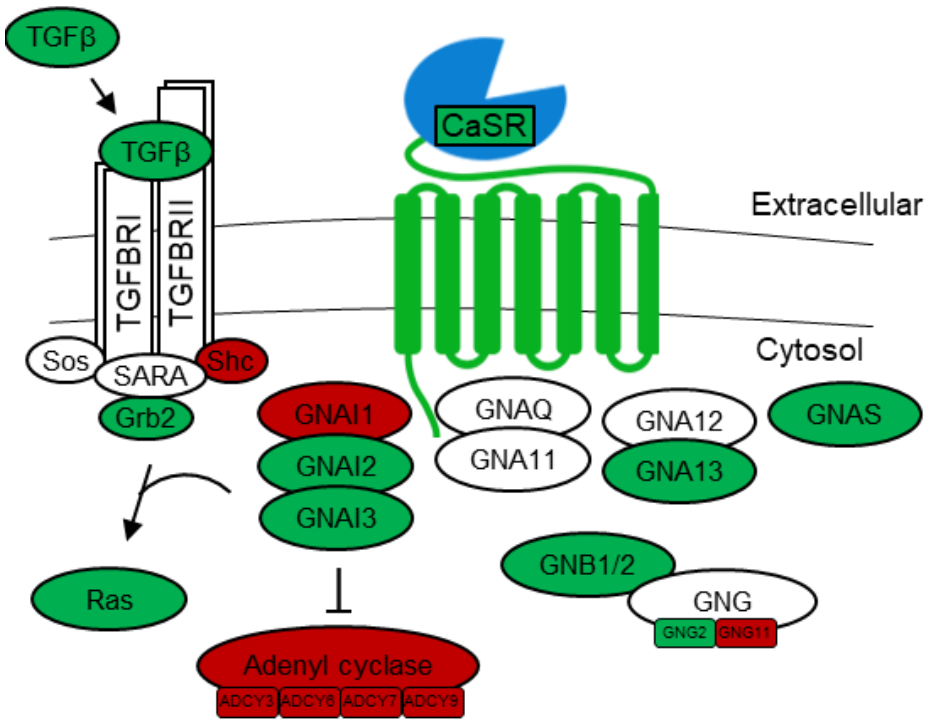 TGFβ
TGFβ
TGFBRI
TGFBRII
CaSR
Extracellular
Cytosol
Sos
SARA
Shc
Grb2
GNAI1
GNAI2
GNAI3
GNAQ
GNA11
GNA12
GNA13
GNAS
Ras
GNB1/2
GNG
GNG2
GNG11
Adenyl cyclase
ADCY3
ADCY6
ADCY7
ADCY9